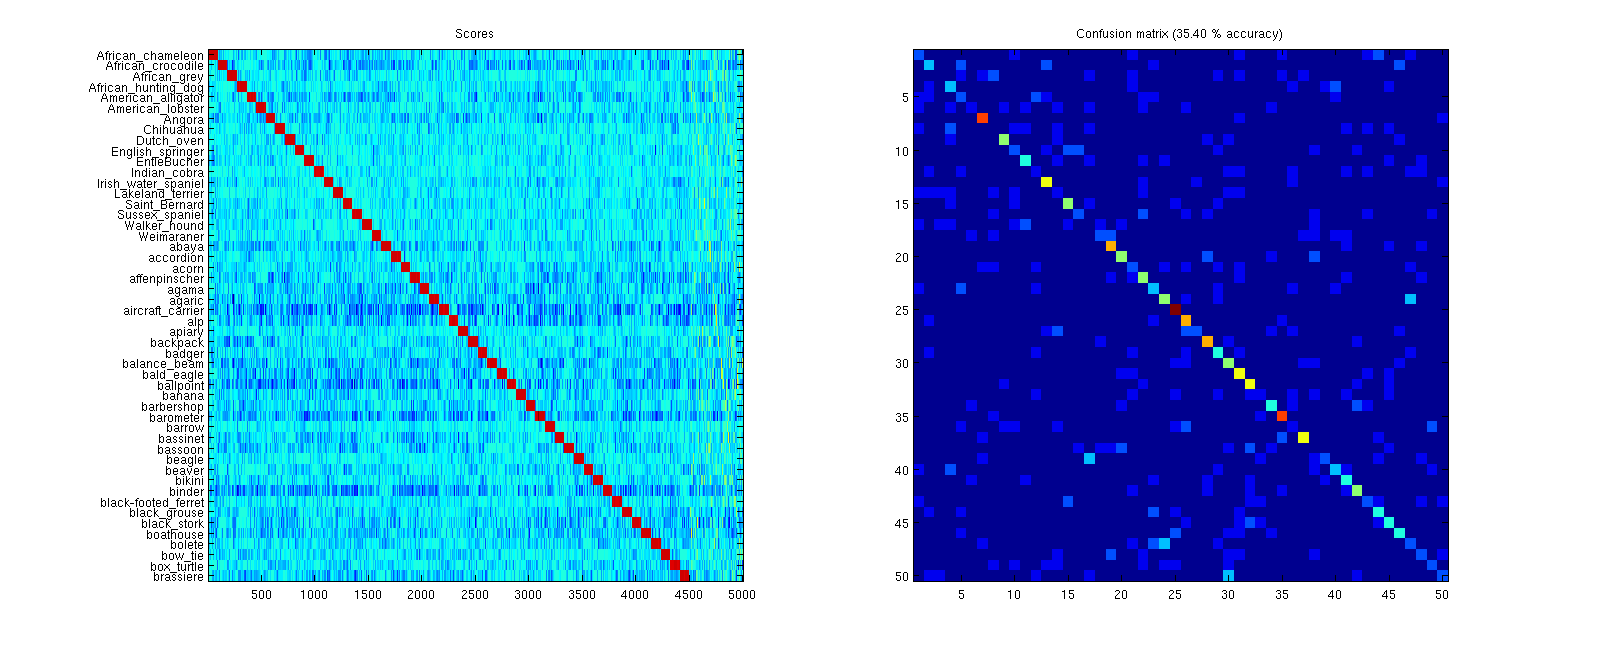 Scores
African_chameleon
African_crocodile
African_grey
African_hunting_dog
American_alligator
American_lobster
Angora
Chihuahua
Dutch_oven
English_springer
EntleBucher
Indian_cobra
Irish_water_spaniel
Lakeland_terrier
Saint_Bernard
Sussex_spaniel
Walker_hound
Weimaraner
abaya
accordion
acorn
affenpinscher
agama
agaric
aircraft_carrier
alp
apiary
backpack
badger
balance_beam
bald_eagle
ballpoint
banana
barbershop
barometer
barrow
bassinet
bassoon
beagle
beaver
bikini
binder
black-footed_ferret
black_grouse
black_stork
boathouse
bolete
bow_tie
box_turtle
brassiere
500 1000 1500 2000 2500 3000 3500 4000 4500 5000
Confusion matrix (35.40 % accuracy)
5
10
15
20
25
30
35
40
45
50
5 10 15 20 25 30 35 40 45 50